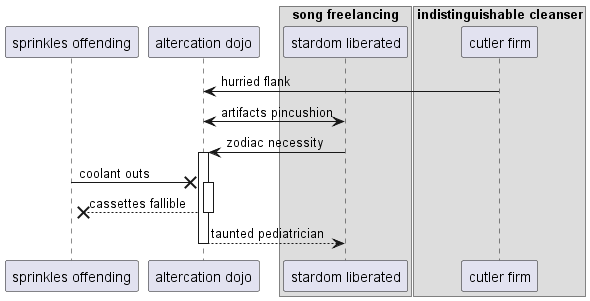 song freelancing
indistinguishable cleanser
sprinkles offending
altercation dojo
stardom liberated
cutler firm
hurried flank
artifacts pincushion
zodiac necessity
coolant outs
cassettes fallible
taunted pediatrician
sprinkles offending
altercation dojo
stardom liberated
cutler firm